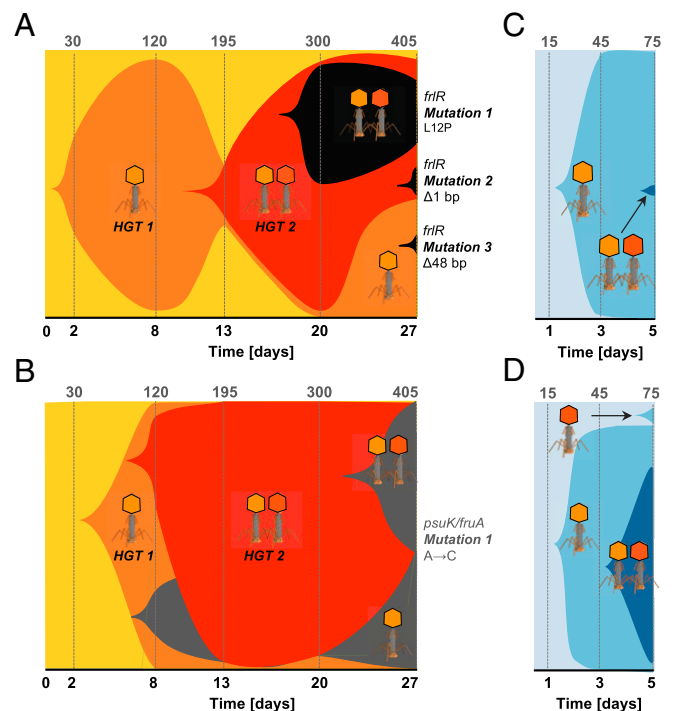 A
30 120 195 300 405
frlR
Mutation 1
L12P
frlR
Mutation 2
Δ1 bp
frlR
Mutation 3
Δ48 bp
HGT 1
HGT 2
0 2 8 13 20 27
Time [days]
C
15 45 75
1 3 5
Time [days]
B
30 120 195 300 405
HGT 1
HGT 2
psuK/fruA
Mutation 1
A→C
0 2 8 13 20 27
Time [days]
D
15 45 75
1 3 5
Time [days]